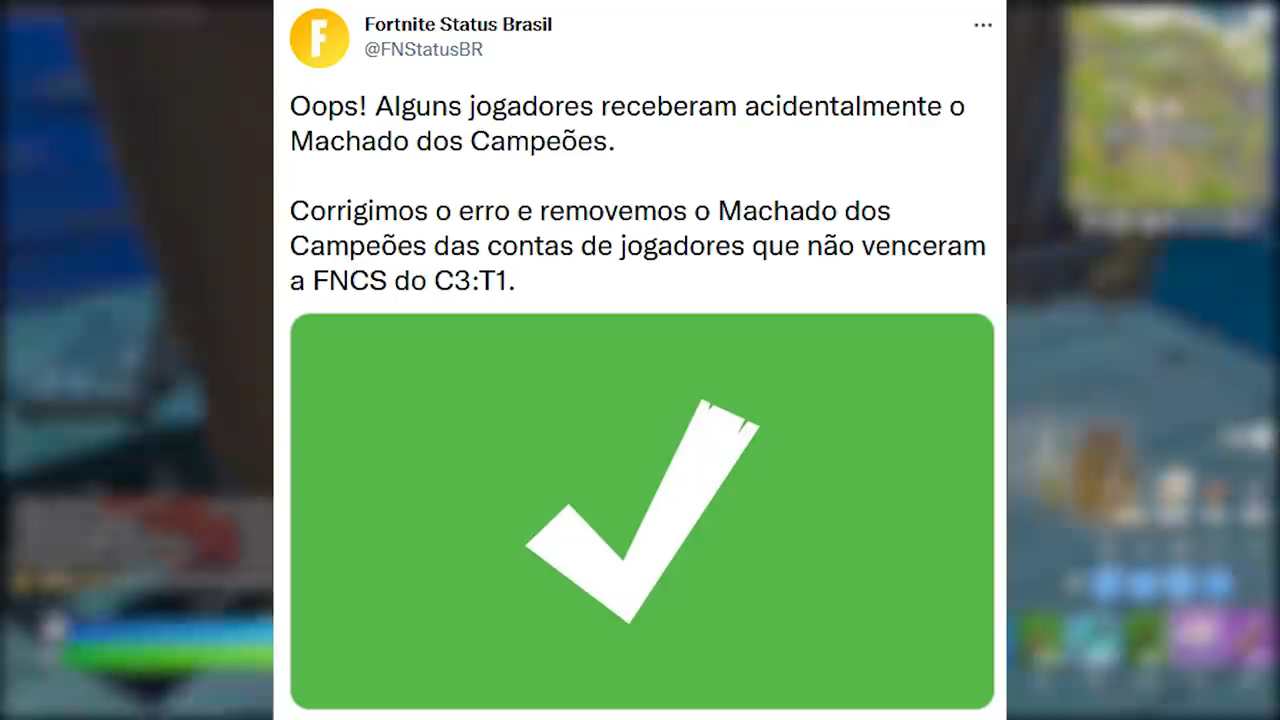 Fortnite Status Brasil
@FNStatusBR
Oops! Alguns jogadores receberam acidentalmente o
Machado dos Campeões.
Corrigimos o erro e removemos o Machado dos
Campeões das contas de jogadores que não venceram
a FNCS do C3:T1.